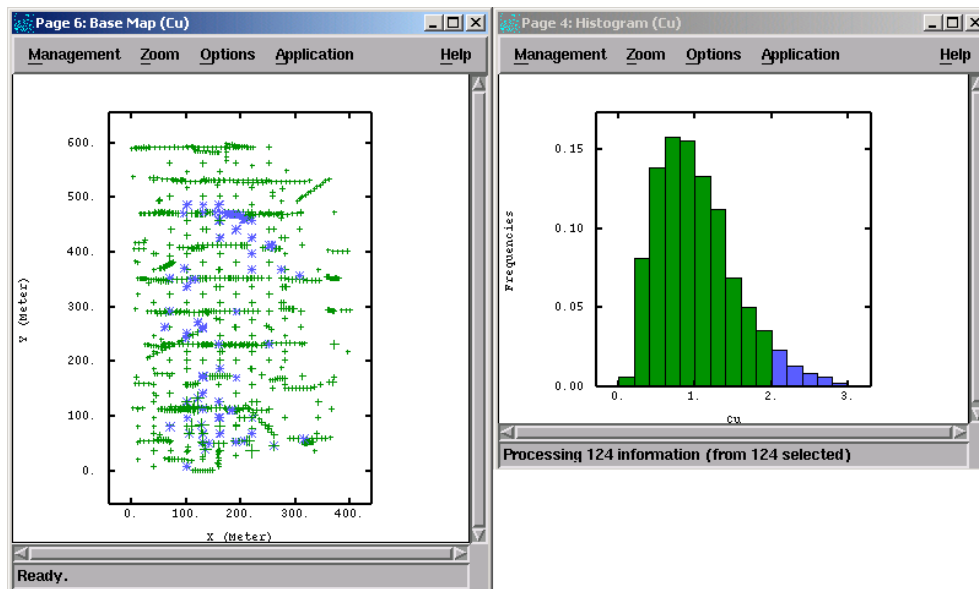 Page 6: Base Map (Cu)
Management Zoom Options Application Help
600.
500.
400.
300.
200.
100.
0.
Y (Meter)
0. 100. 200. 300. 400.
X (Meter)
Ready.
Page 4: Histogram (Cu)
Management Zoom Options Application Help
0.15
0.10
0.05
0.00
Frequencies
0. 1. 2. 3.
Cu
Processing 124 information (from 124 selected)